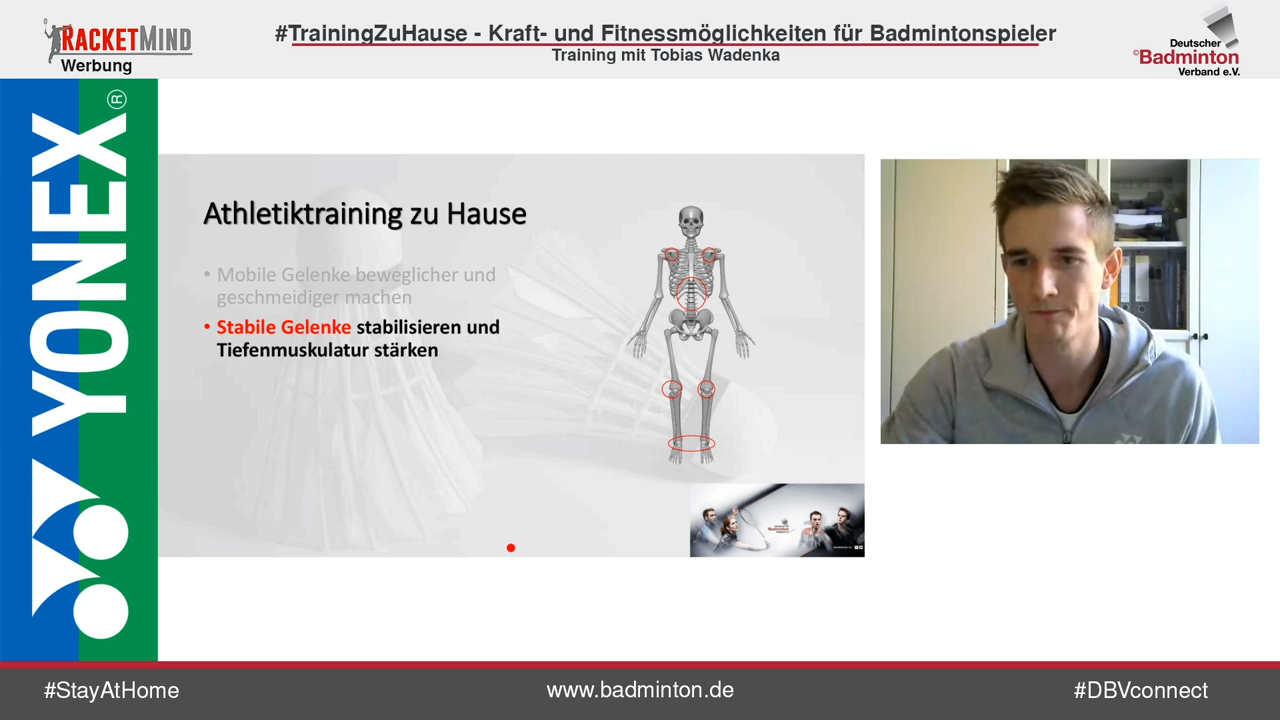 RACKETMIND
Werbung
#TrainingZuHause - Kraft- und Fitnessmöglichkeiten für Badmintonspieler
Training mit Tobias Wadenka
Deutscher
©Badminton
Verband e.V.
YONEX®
Athletiktraining zu Hause
• Mobile Gelenke beweglicher und
geschmeidiger machen
• Stabile Gelenke stabilisieren und
Tiefenmuskulatur stärken
#StayAtHome
www.badminton.de
#DBVconnect